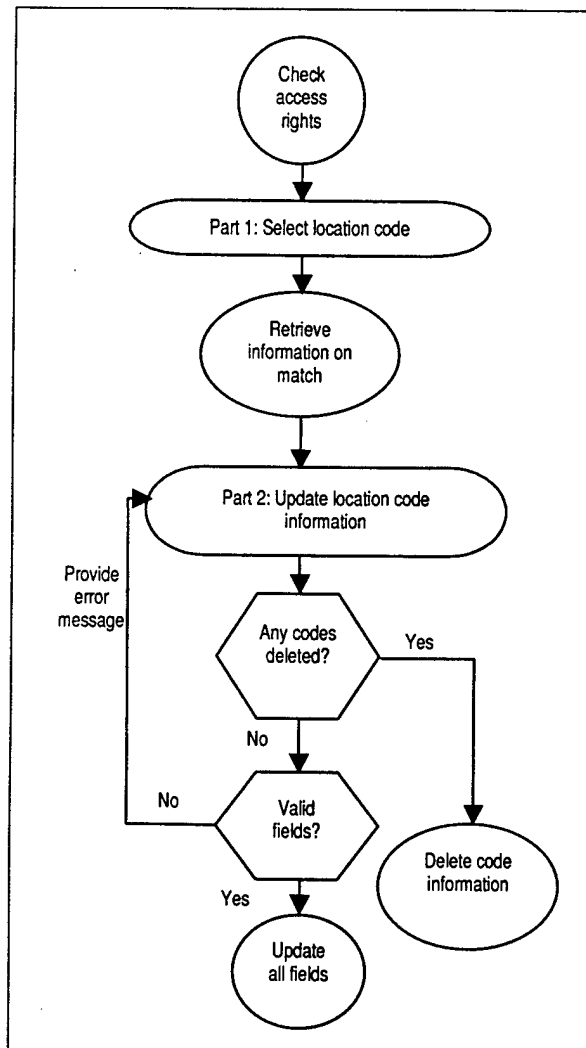 Check
access
rights
Part 1: Select location code
Retrieve
information on
match
Part 2: Update location code
information
Provide
error
message
Any codes
deleted?
Yes
No
No
Valid
fields?
Yes
Delete code
information
Update
all fields